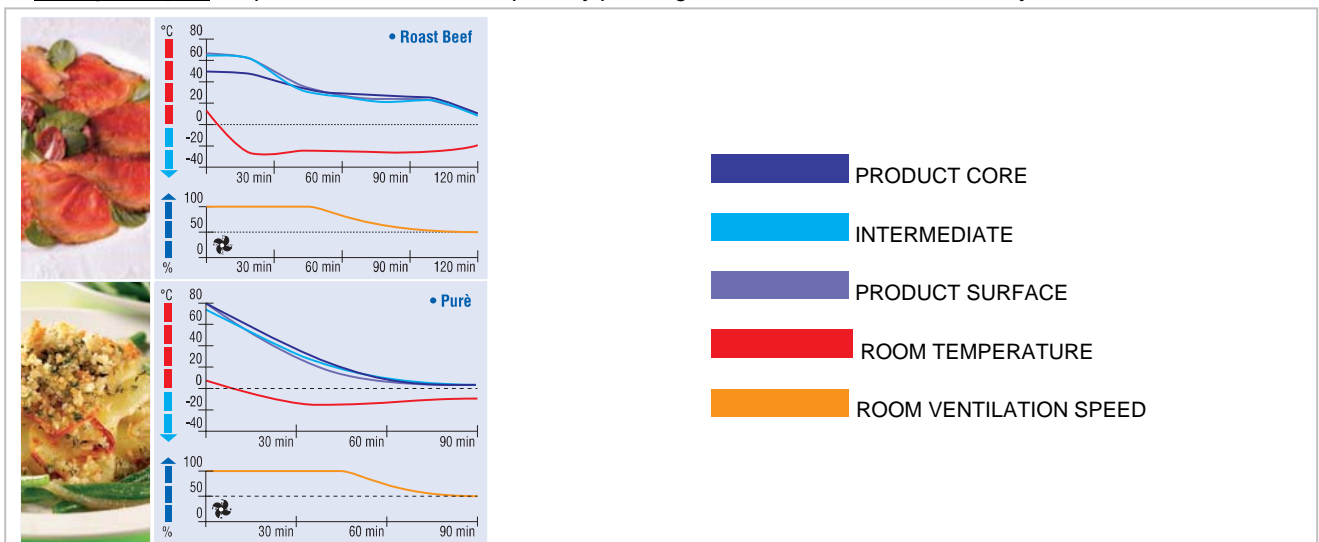 °C
• Roast Beef
80
60
40
20
0
-20
-40
30 min
60 min
90 min
120 min
100
50
0
%
30 min
60 min
90 min
120 min
°C
• Purè
80
60
40
20
0
-20
-40
30 min
60 min
90 min
100
50
0
%
30 min
60 min
90 min
PRODUCT CORE
INTERMEDIATE
PRODUCT SURFACE
ROOM TEMPERATURE
ROOM VENTILATION SPEED